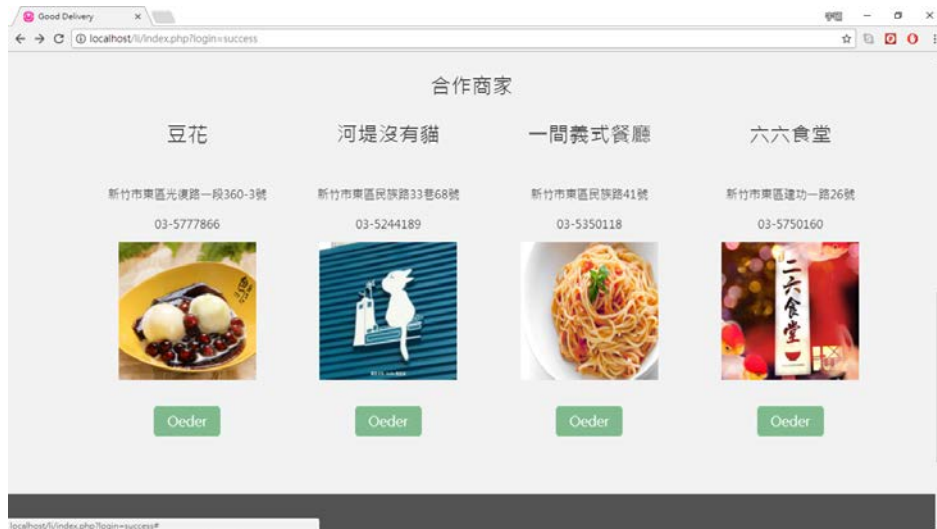 Good Delivery
localhost/li/index.php?login=success
合作商家
豆花
河堤沒有貓
一間義式餐廳
六六食堂
新竹市東區光復路一段360-3號
新竹市東區民族路33巷68號
新竹市東區民族路41號
新竹市東區建功一路26號
03-5777866
03-5244189
03-5350118
03-5750160
二六食堂
Oeder
Oeder
Oeder
Oeder
localhost/li/index.php?login=success#